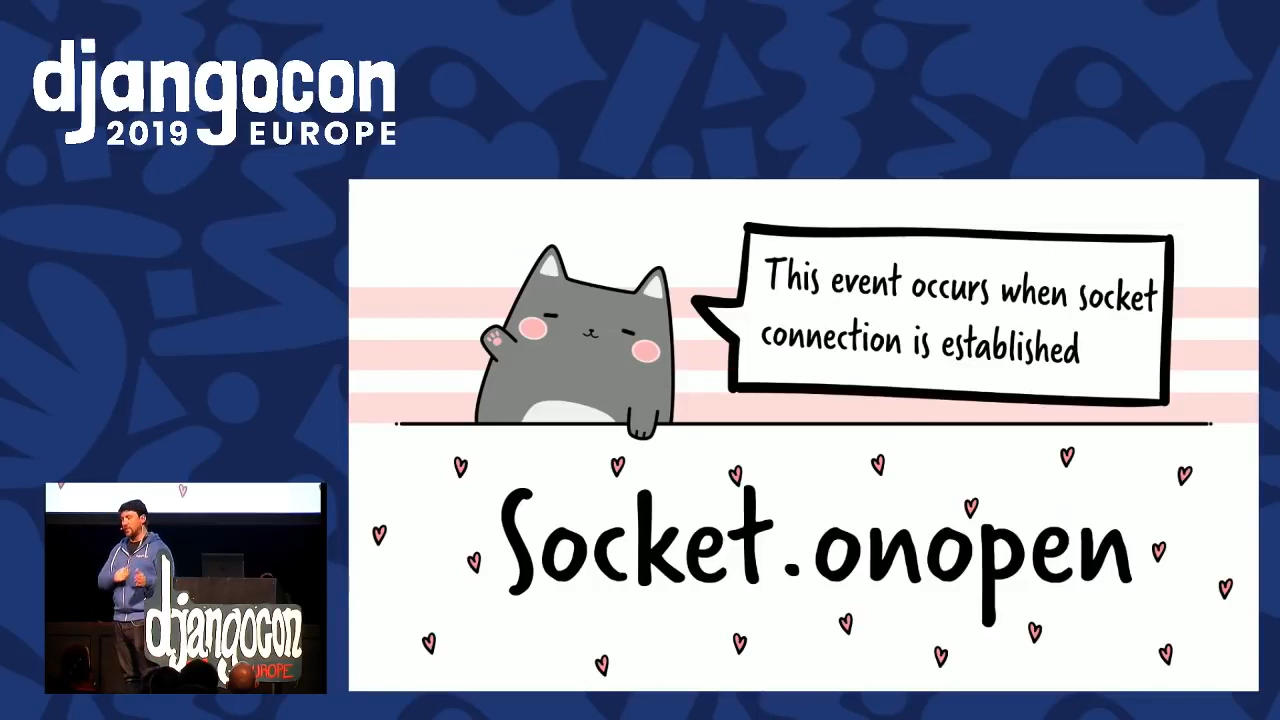 djangocon
2019 EUROPE
This event occurs when socket
connection is established
Socket.onopen
djangocon
EUROPE